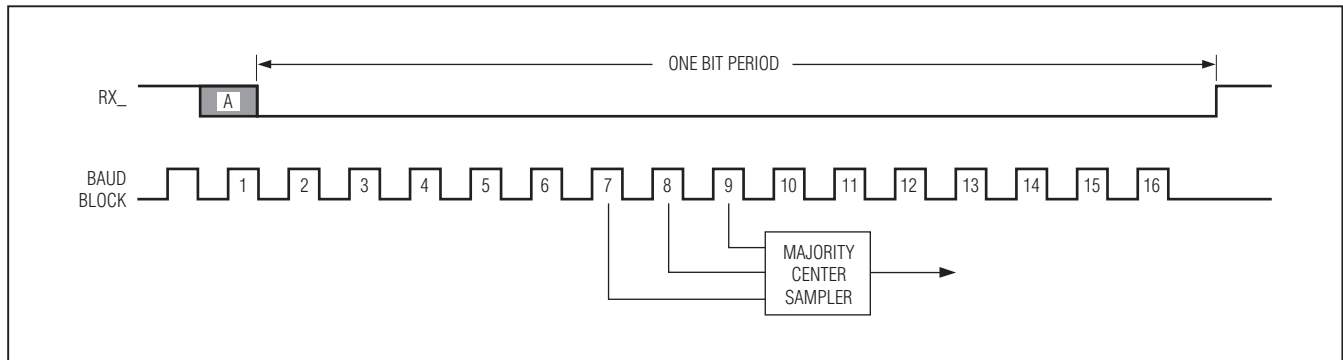 ONE BIT PERIOD
RX_
A
BAUD
BLOCK
1 2 3 4 5 6 7 8 9 10 11 12 13 14 15 16
MAJORITY
CENTER
SAMPLER